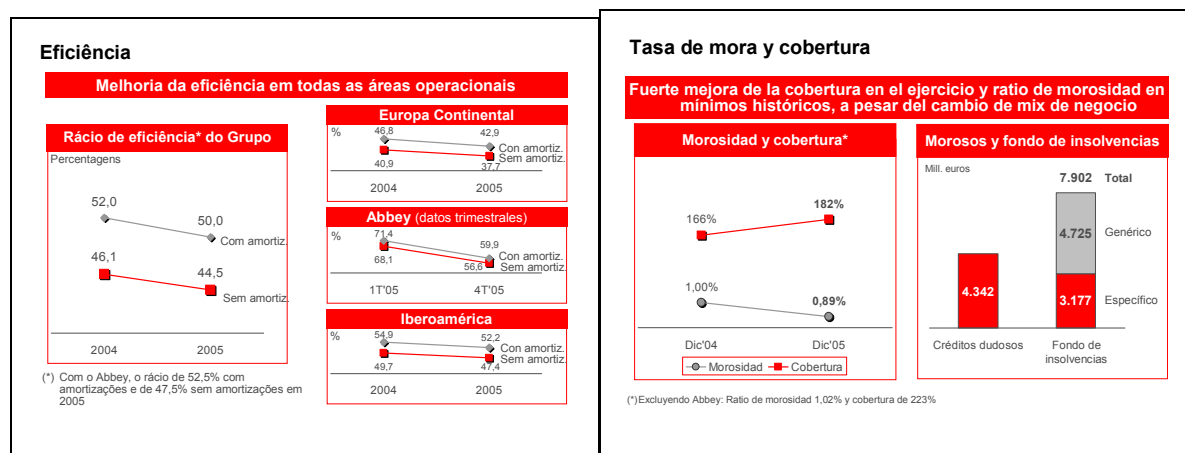 Eficiência
Melhoria da eficiência em todas as áreas operacionais
Rácio de eficiência* do Grupo
Percentagens
52,0
50,0
Com amortiz.
46,1
44,5
Sem amortiz.
2004
2005
(*) Com o Abbey, o rácio de 52,5% com
amortizações e de 47,5% sem amortizações em
2005
Europa Continental
%
46,8
42,9
Con amortiz.
Sem amortiz.
40,9
37,7
2004
2005
Abbey (datos trimestrales)
%
71,4
59,9
Con amortiz.
Sem amortiz.
68,1
56,6
1T'05
4T'05
Iberoamérica
%
54,9
52,2
Con amortiz.
Sem amortiz.
49,7
47,4
2004
2005
Tasa de mora y cobertura
Fuerte mejora de la cobertura en el ejercicio y ratio de morosidad en
mínimos históricos, a pesar del cambio de mix de negocio
Morosidad y cobertura*
166%
182%
1,00%
0,89%
Dic'04
Dic'05
Morosidad
Cobertura
Morosos y fondo de insolvencias
Mill. euros
7.902
Total
4.725
Genérico
4.342
3.177
Específico
Créditos dudosos
Fondo de
insolvencias
(*)Excluyendo Abbey: Ratio de morosidad 1,02% y cobertura de 223%